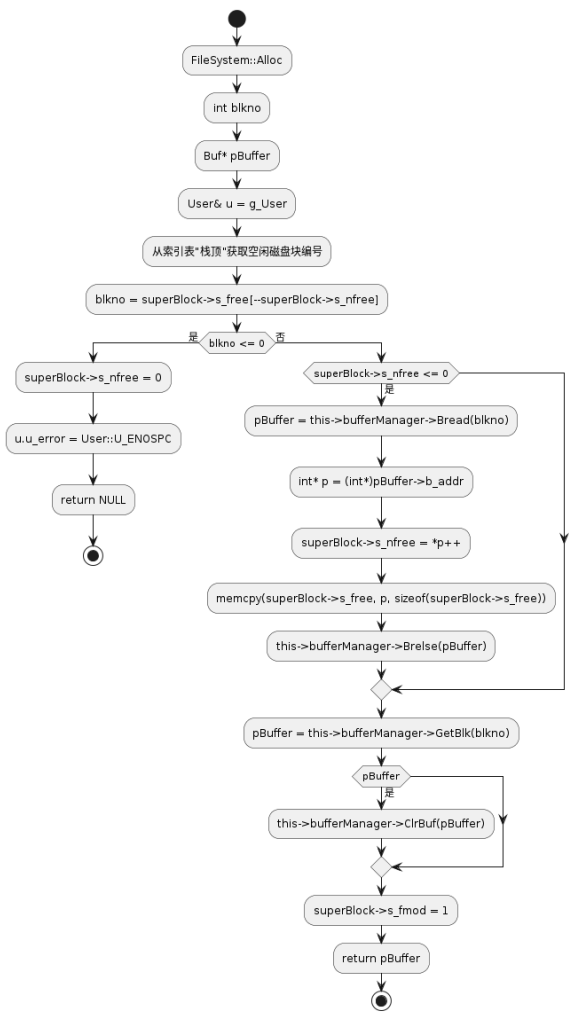 FileSystem::Alloc
int blkno
Buf* pBuffer
User& u = g_User
从索引表"栈顶"获取空闲磁盘块编号
blkno = superBlock->s_free[--superBlock->s_nfree]
是
blkno <= 0
否
superBlock->s_nfree = 0
u.u_error = User::U_ENOSPC
return NULL
superBlock->s_nfree <= 0
是
pBuffer = this->bufferManager->Bread(blkno)
int* p = (int*)pBuffer->b_addr
superBlock->s_nfree = *p++
memcpy(superBlock->s_free, p, sizeof(superBlock->s_free))
this->bufferManager->Brelse(pBuffer)
pBuffer = this->bufferManager->GetBlk(blkno)
pBuffer
是
this->bufferManager->ClrBuf(pBuffer)
superBlock->s_fmod = 1
return pBuffer